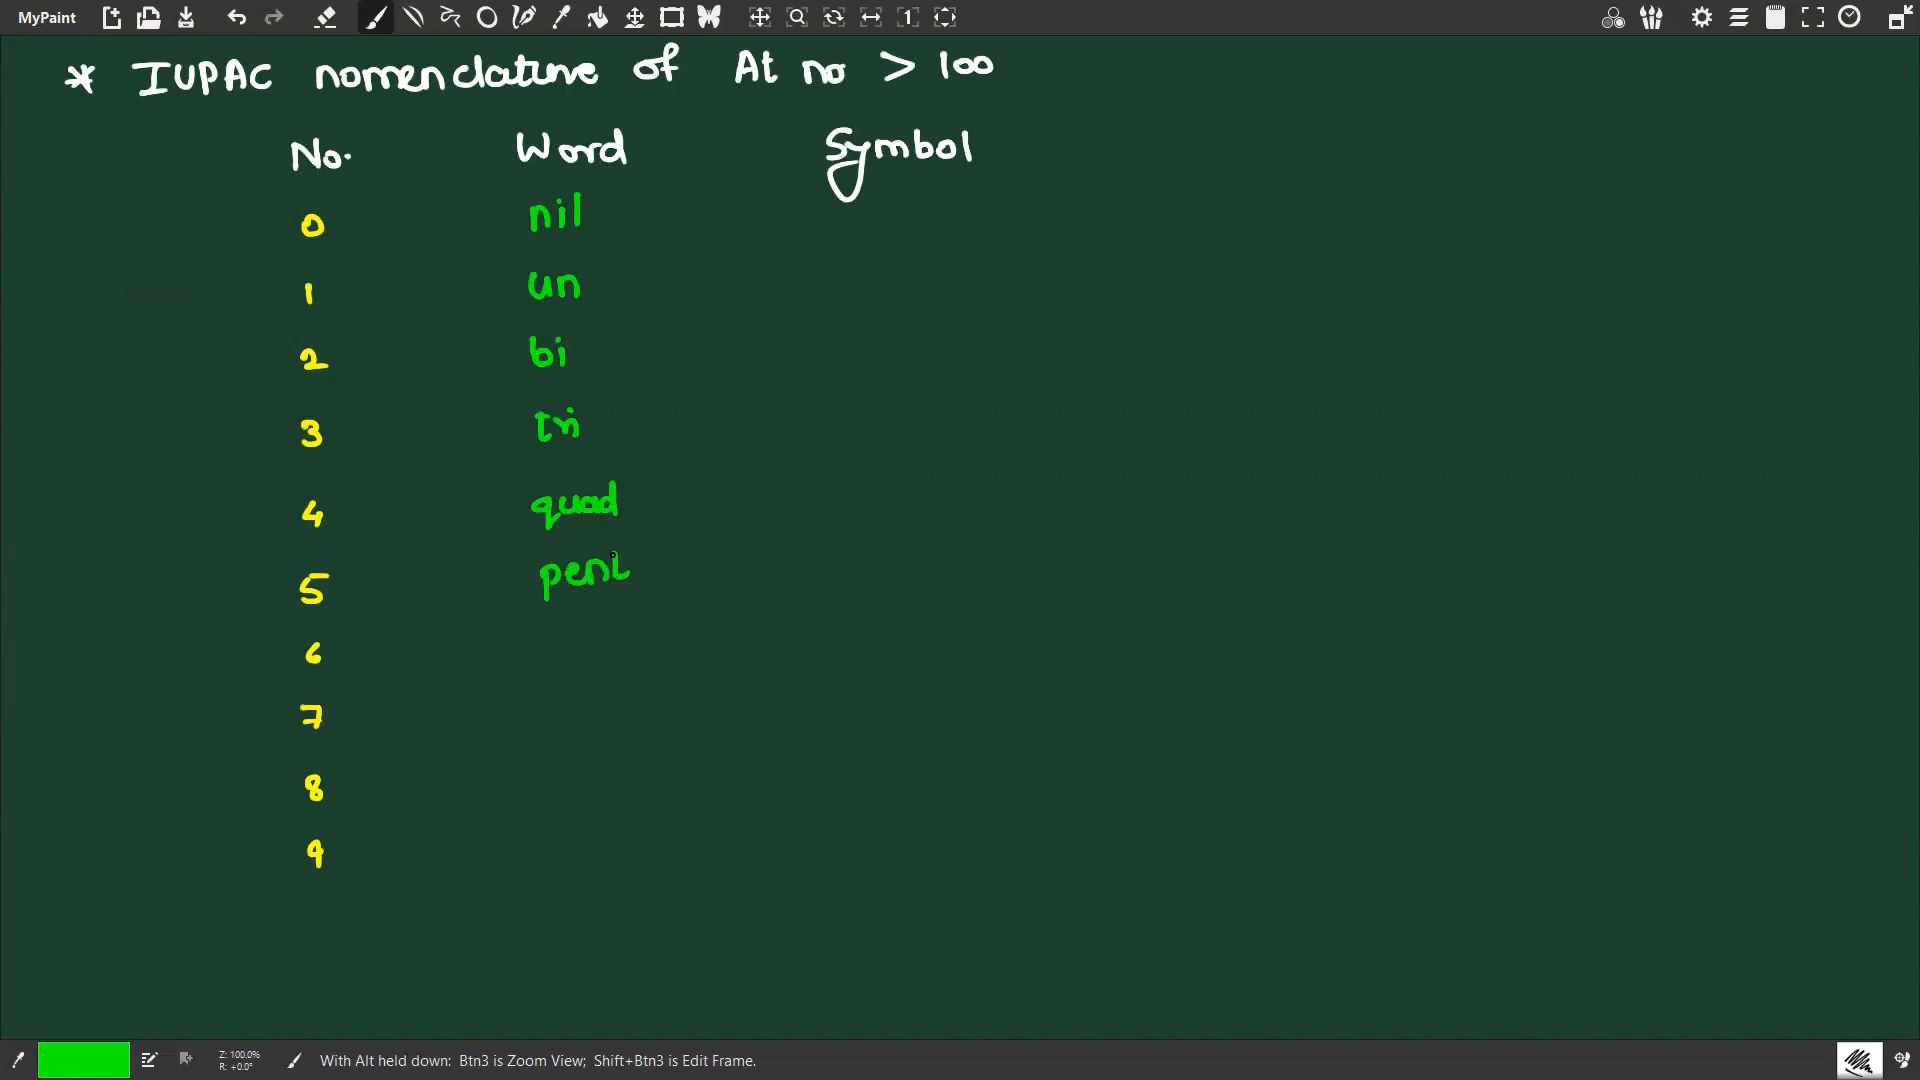 MyPaint
* IUPAC nomenclature of At no > 100
No. Word Symbol
0 nil
1 un
2 bi
3 tri
4 quad
5 pent
6
7
8
9
Z: 100.0%
R: +0.0°
With Alt held down: Btn3 is Zoom View; Shift+Btn3 is Edit Frame.